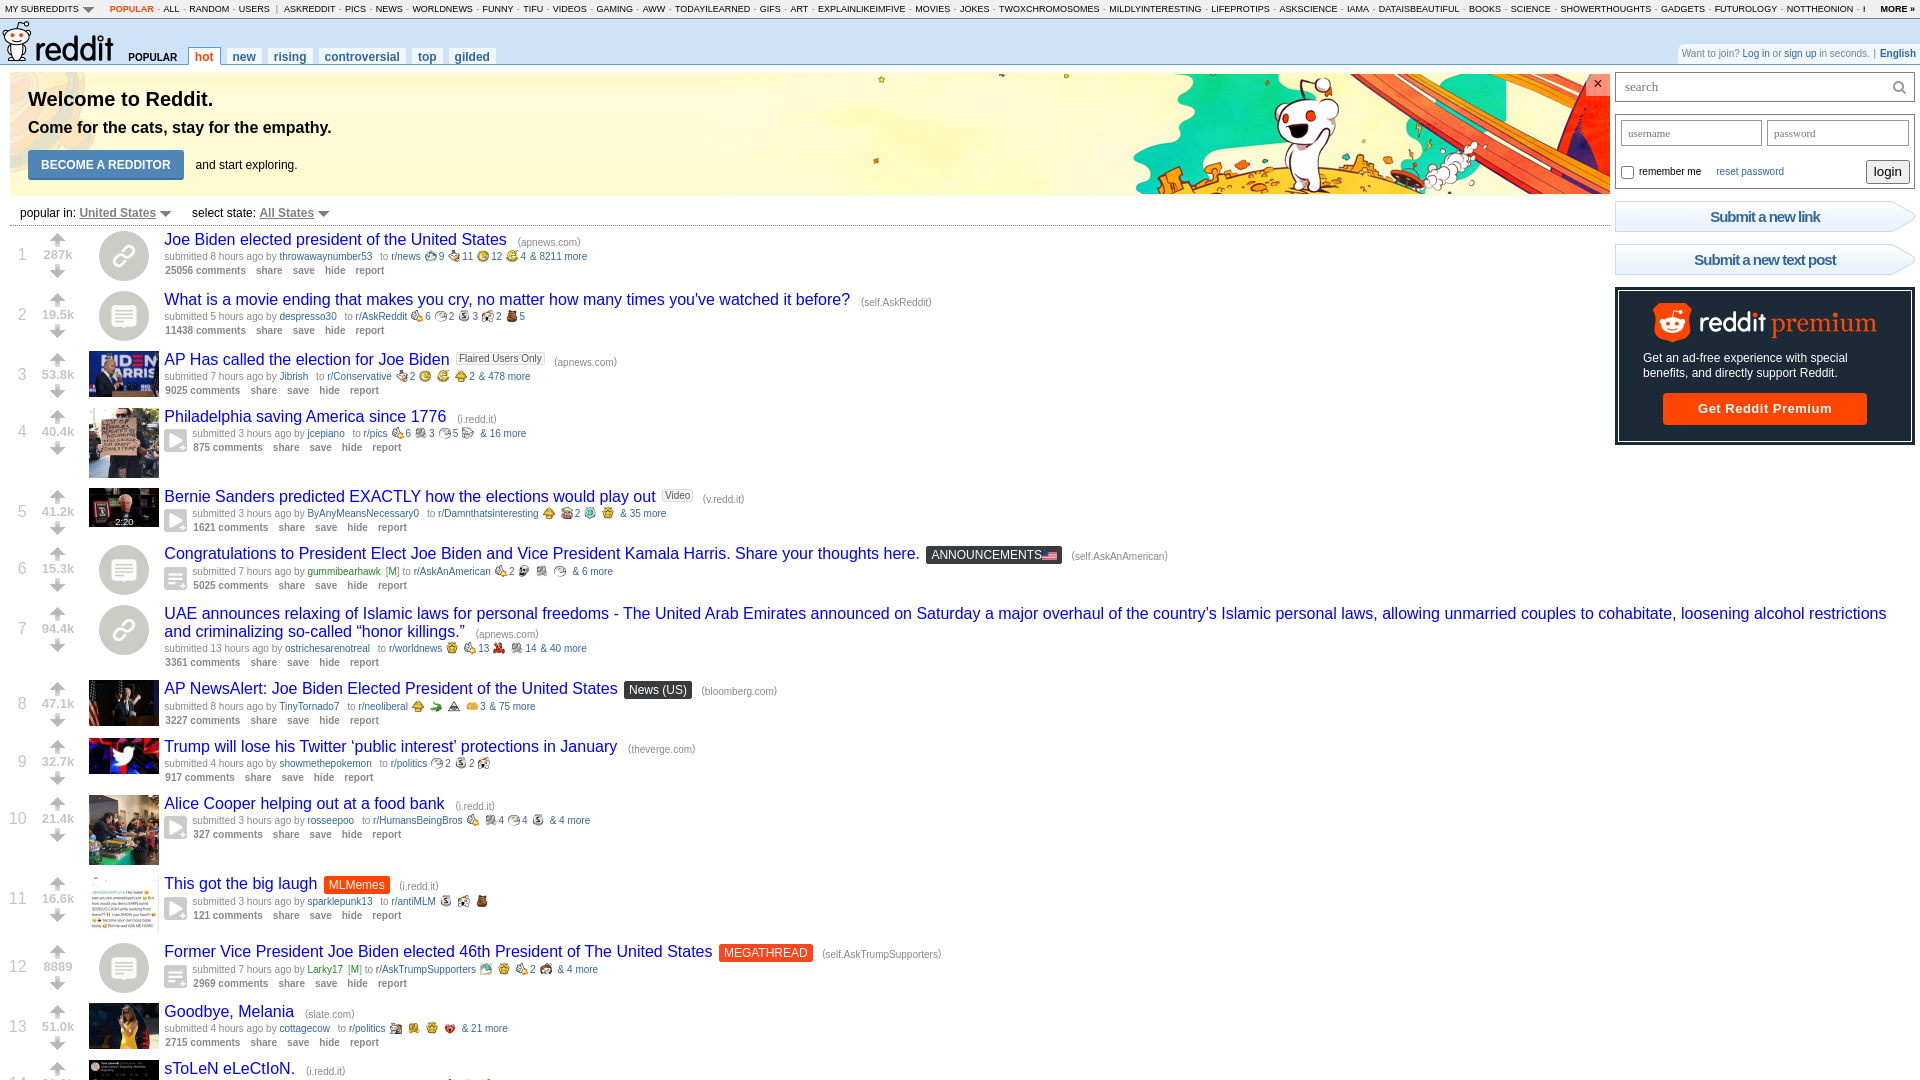 MY SUBREDDITS POPULAR - ALL - RANDOM - USERS | ASKREDDIT - PICS - NEWS - WORLDNEWS - FUNNY - TIFU - VIDEOS - GAMING - AWW - TODAYILEARNED - GIFS - ART - EXPLAINLIKEIMFIVE - MOVIES - JOKES - TWOXCHROMOSOMES - MILDLYINTERESTING - LIFEPROTIPS - ASKSCIENCE - IAMA - DATAISBEAUTIFUL - BOOKS - SCIENCE - SHOWERTHOUGHTS - GADGETS - FUTUROLOGY - NOTTHEONION - MORE »
reddit POPULAR hot new rising controversial top gilded
Want to join? Log in or sign up in seconds. | English
Welcome to Reddit.
Come for the cats, stay for the empathy.
BECOME A REDDITOR and start exploring.
×
search
username password
remember me reset password login
Submit a new link
Submit a new text post
reddit premium
Get an ad-free experience with special
benefits, and directly support Reddit.
Get Reddit Premium
popular in: United States select state: All States
1 287k Joe Biden elected president of the United States (apnews.com)
submitted 8 hours ago by throwawaynumber53 to r/news 9 11 12 4 & 8211 more
25056 comments share save hide report
2 19.5k What is a movie ending that makes you cry, no matter how many times you've watched it before? (self.AskReddit)
submitted 5 hours ago by despresso30 to r/AskReddit 6 2 3 2 5
11438 comments share save hide report
3 53.8k AP Has called the election for Joe Biden Flaired Users Only (apnews.com)
submitted 7 hours ago by Jibrish to r/Conservative 2 2 & 478 more
9025 comments share save hide report
4 40.4k Philadelphia saving America since 1776 (i.redd.it)
submitted 3 hours ago by jcepiano to r/pics 6 3 5 & 16 more
875 comments share save hide report
5 41.2k Bernie Sanders predicted EXACTLY how the elections would play out Video (v.redd.it)
2:20
submitted 3 hours ago by ByAnyMeansNecessary0 to r/Damnthatsinteresting 2 & 35 more
1621 comments share save hide report
6 15.3k Congratulations to President Elect Joe Biden and Vice President Kamala Harris. Share your thoughts here. ANNOUNCEMENTS (self.AskAnAmerican)
submitted 7 hours ago by gummibearhawk [M] to r/AskAnAmerican 2 & 6 more
5025 comments share save hide report
7 94.4k UAE announces relaxing of Islamic laws for personal freedoms - The United Arab Emirates announced on Saturday a major overhaul of the country’s Islamic personal laws, allowing unmarried couples to cohabitate, loosening alcohol restrictions
and criminalizing so-called “honor killings.” (apnews.com)
submitted 13 hours ago by ostrichesarenotreal to r/worldnews 13 14 & 40 more
3361 comments share save hide report
8 47.1k AP NewsAlert: Joe Biden Elected President of the United States News (US) (bloomberg.com)
submitted 8 hours ago by TinyTornado7 to r/neoliberal 3 & 75 more
3227 comments share save hide report
9 32.7k Trump will lose his Twitter ‘public interest’ protections in January (theverge.com)
submitted 4 hours ago by showmethepokemon to r/politics 2 2
917 comments share save hide report
10 21.4k Alice Cooper helping out at a food bank (i.redd.it)
submitted 3 hours ago by rosseepoo to r/HumansBeingBros 4 4 & 4 more
327 comments share save hide report
11 16.6k This got the big laugh MLMemes (i.redd.it)
submitted 3 hours ago by sparklepunk13 to r/antiMLM
121 comments share save hide report
12 8889 Former Vice President Joe Biden elected 46th President of The United States MEGATHREAD (self.AskTrumpSupporters)
submitted 7 hours ago by Larky17 [M] to r/AskTrumpSupporters 2 & 4 more
2969 comments share save hide report
13 51.0k Goodbye, Melania (slate.com)
submitted 4 hours ago by cottagecow to r/politics & 21 more
2715 comments share save hide report
sToLeN eLeCtIoN. (i.redd.it)